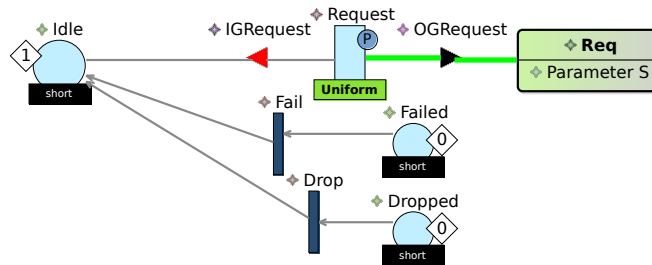 Request
Idle
IGRequest
P
OGRequest
1
Req
short
Uniform
Parameter S
Fail
Failed
0
short
Drop
Dropped
0
short